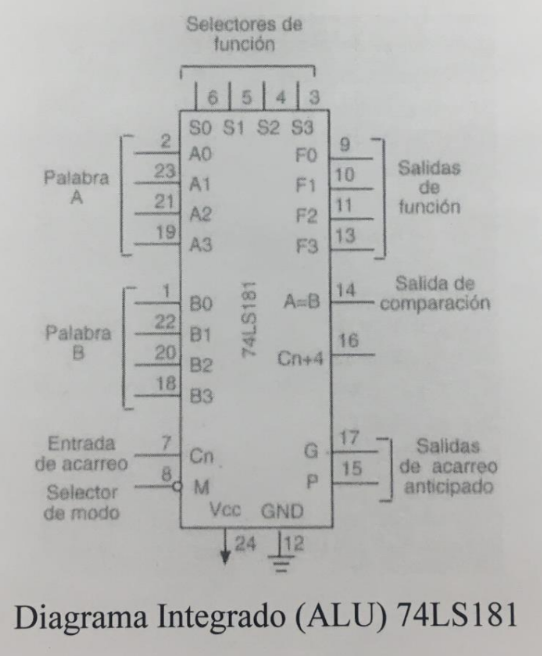 Selectores de
función
6 5 4 3
S0 S1 S2 S3
Palabra
A
2 A0
23 A1
21 A2
19 A3
Palabra
B
1 B0
22 B1
20 B2
18 B3
Entrada
de acarreo
7 Cn
Selector
de modo
8 M
74LS181
F0 9
F1 10
F2 11
F3 13
Salidas
de
función
A=B 14
Salida de
comparación
Cn+4 16
G 17
P 15
Salidas
de acarreo
anticipado
Vcc GND
24 12
Diagrama Integrado (ALU) 74LS181